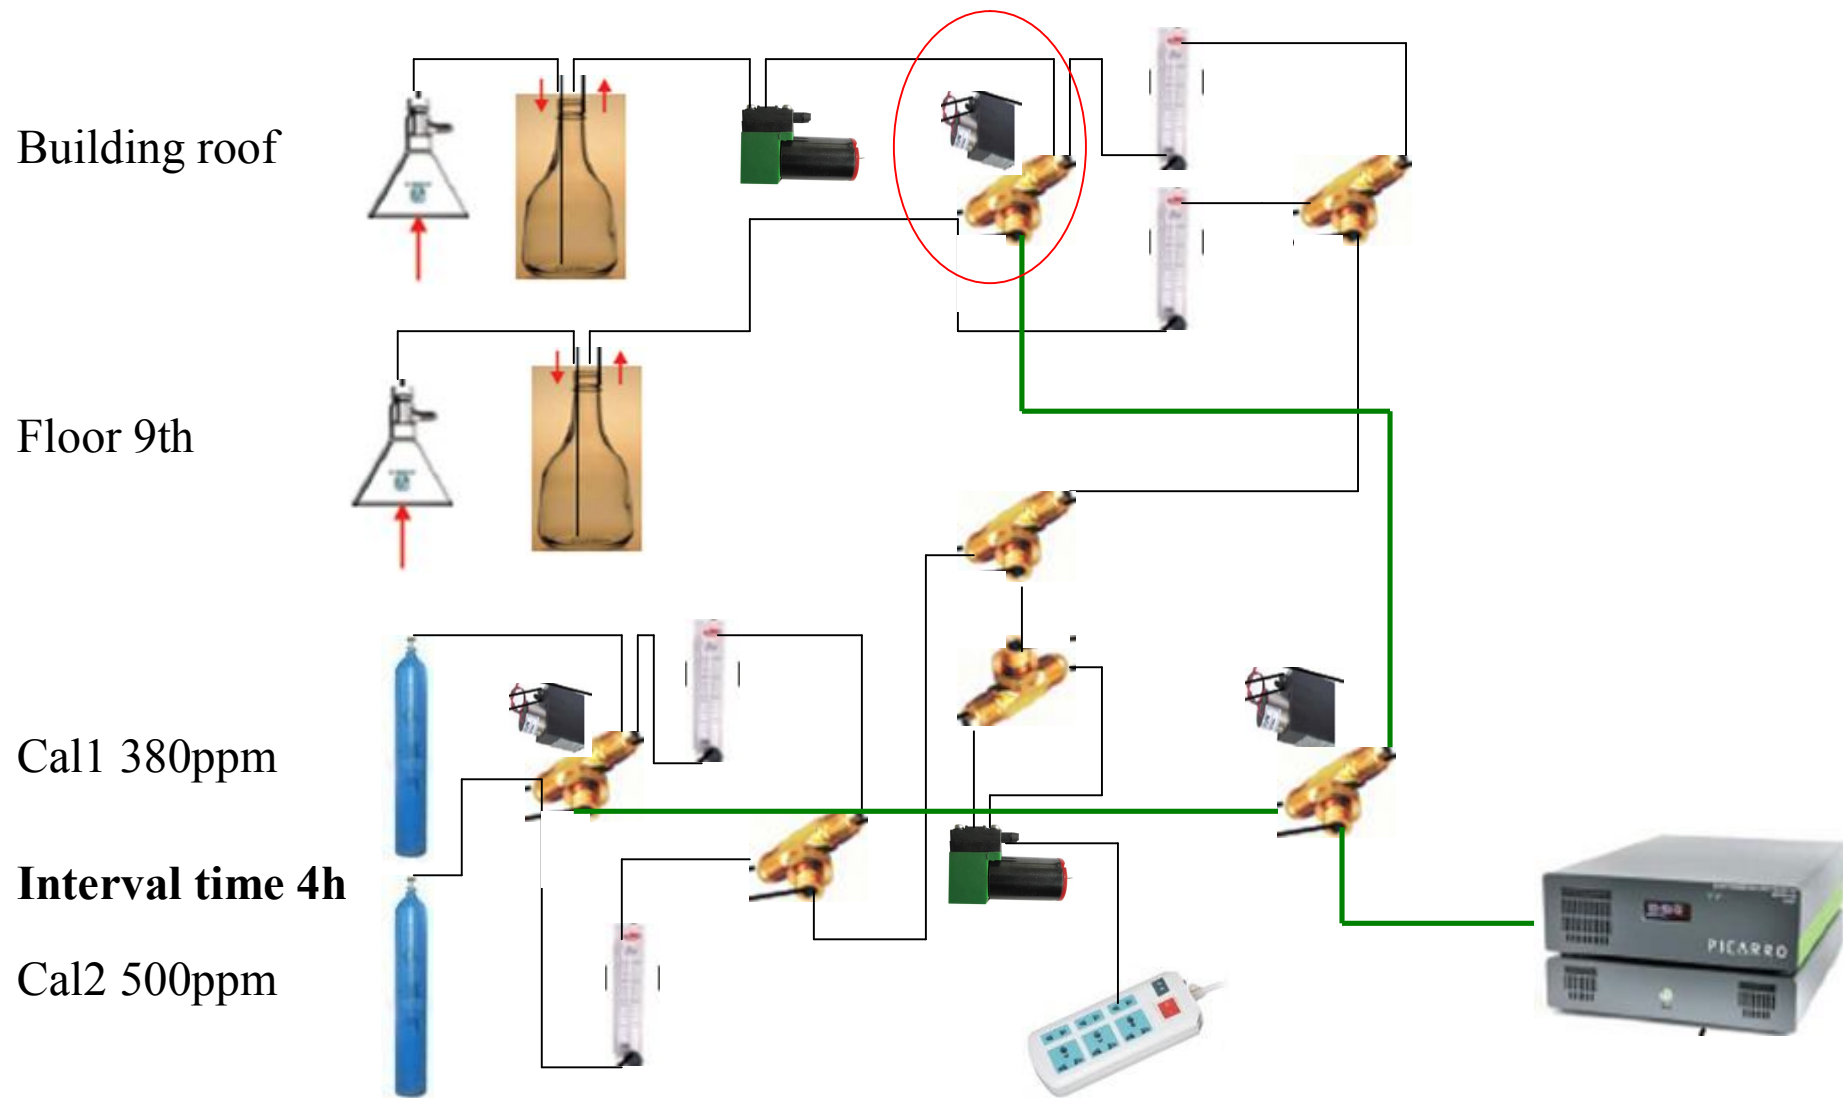 Building roof
Floor 9th
Cal1 380ppm
Interval time 4h
Cal2 500ppm
PICARRO